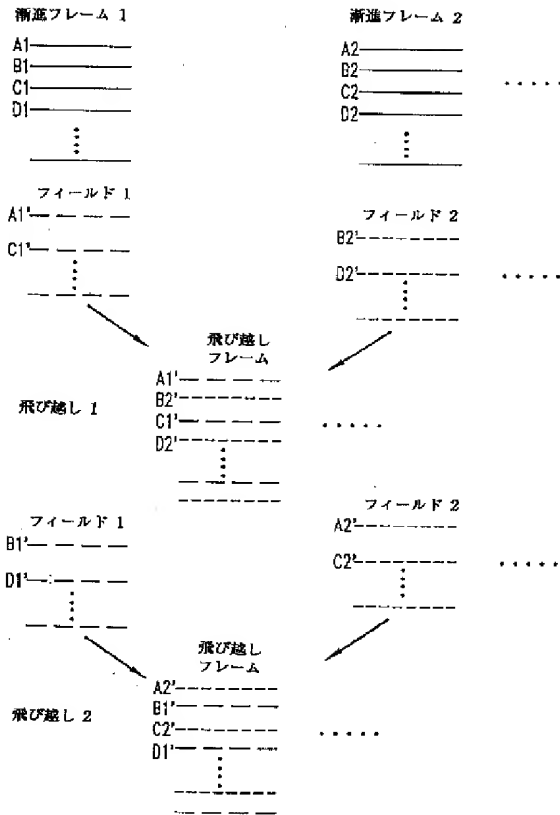 漸進フレーム 1
A1
B1
C1
D1
漸進フレーム 2
A2
B2
C2
D2
フィールド 1
A1'
C1'
フィールド 2
B2'
D2'
飛び越し
フレーム
飛び越し 1
A1'
B2'
C1'
D2'
フィールド 1
B1'
D1'
フィールド 2
A2'
C2'
飛び越し
フレーム
飛び越し 2
A2'
B1'
C2'
D1'